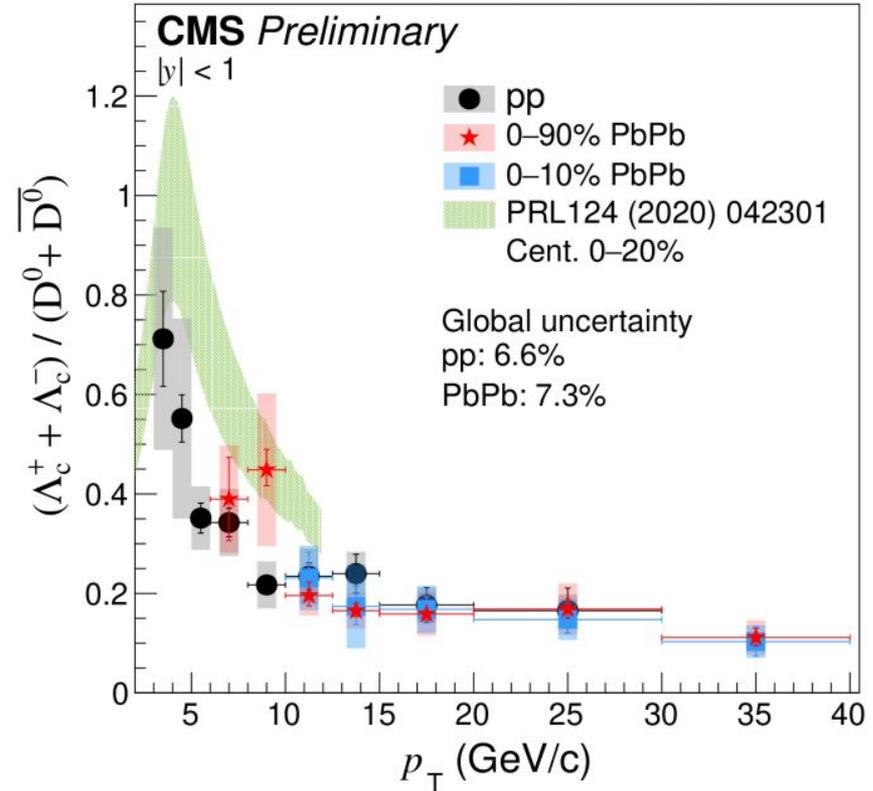 CMS Preliminary
|y| < 1
pp
0–90% PbPb
0–10% PbPb
PRL124 (2020) 042301
Cent. 0–20%
Global uncertainty
pp: 6.6%
PbPb: 7.3%
(Λc+ + Λc−) / (D0 + D̅0)
1.2
1
0.8
0.6
0.4
0.2
0
5 10 15 20 25 30 35 40
pT (GeV/c)